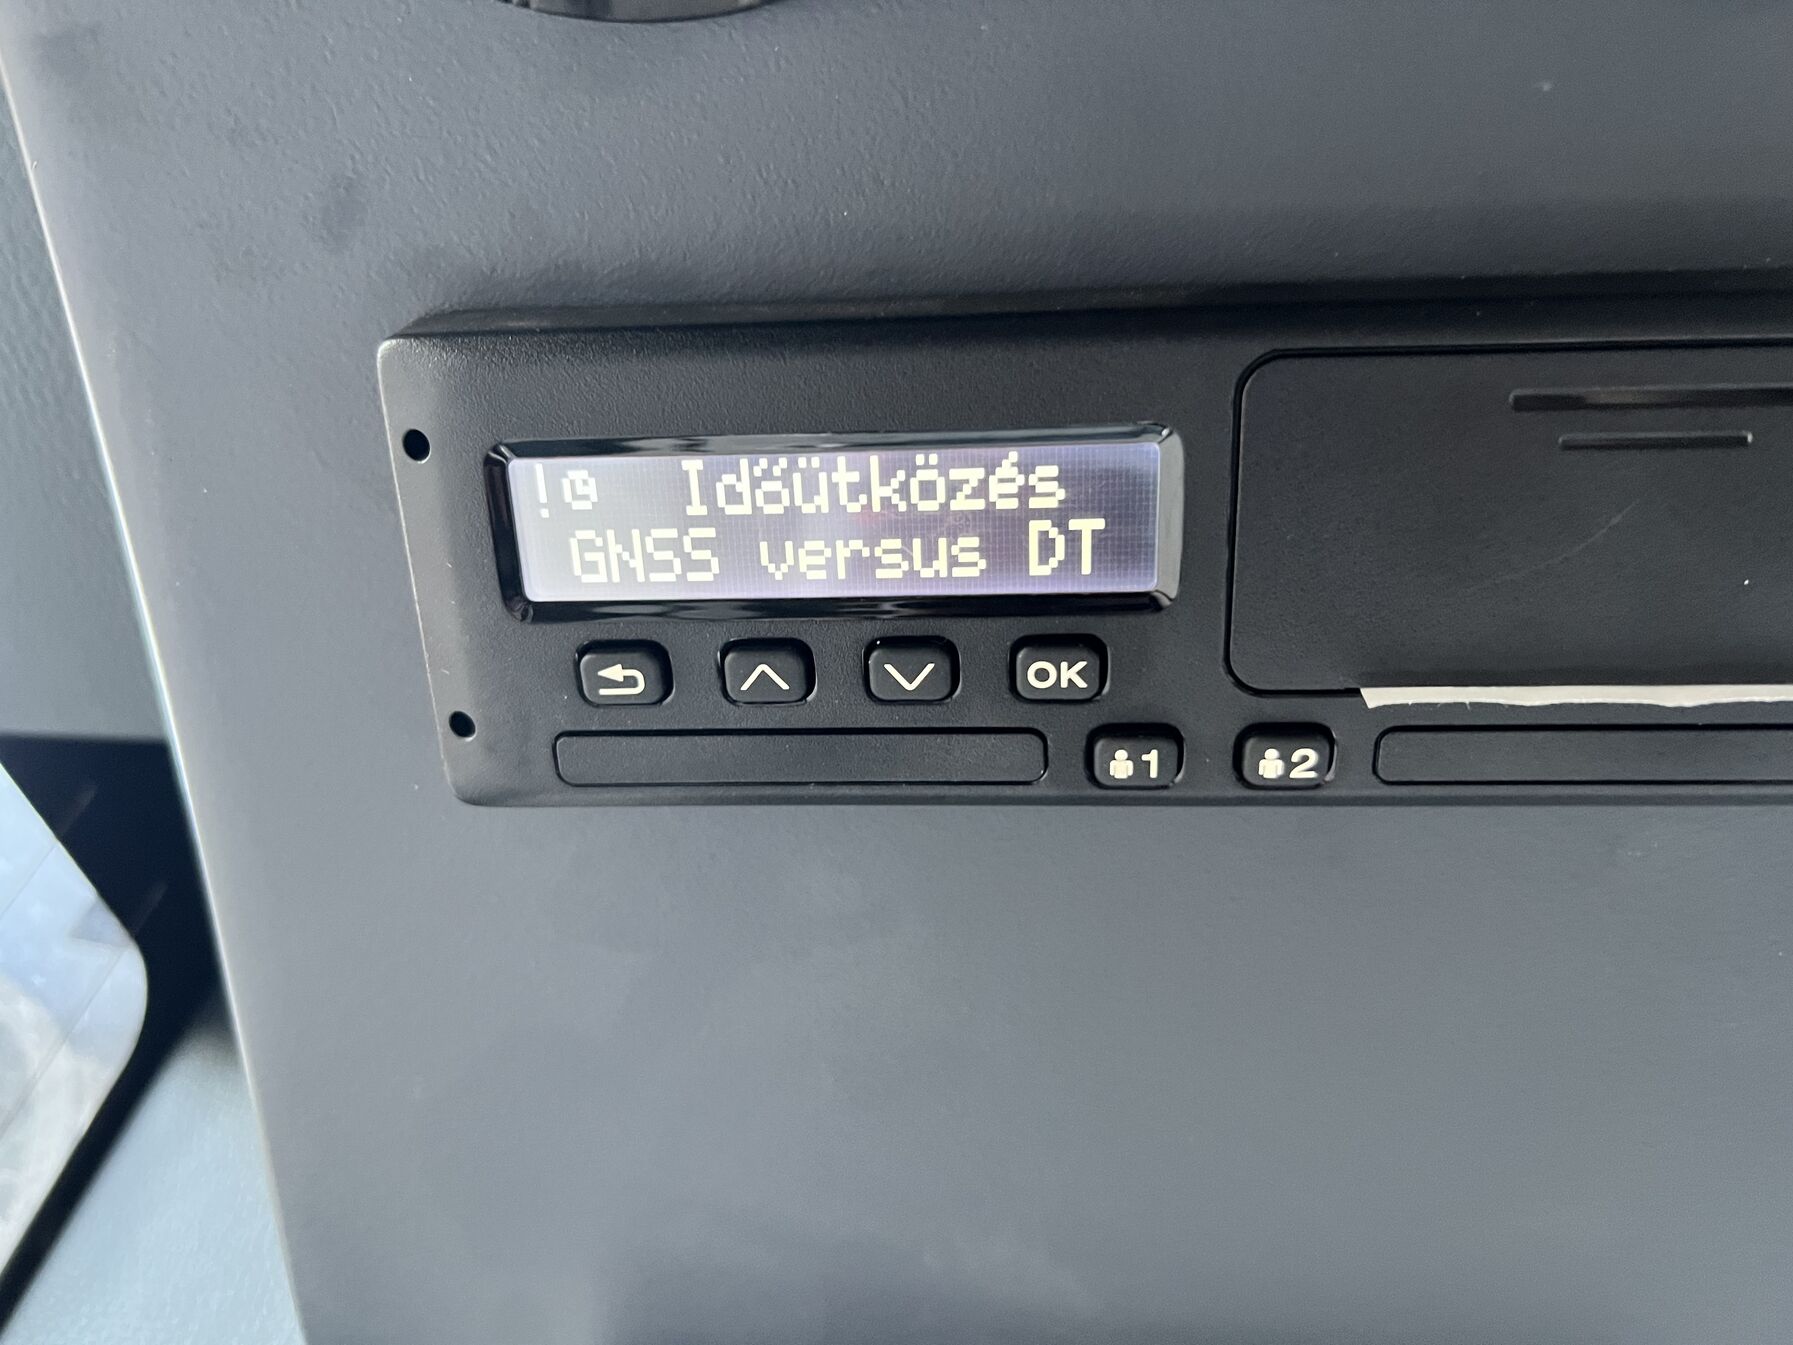 ! Időütközés
GNSS versus DT
OK
1 2